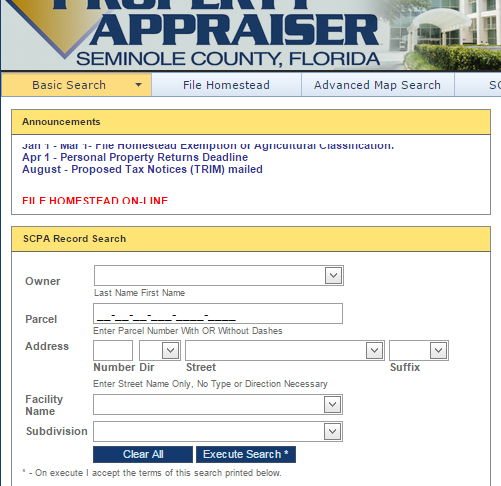 PROPERTY
APPRAISER
SEMINOLE COUNTY, FLORIDA
Basic Search File Homestead Advanced Map Search
Announcements
Jan 1 - Mar 1- File Homestead Exemption or Agricultural Classification.
Apr 1 - Personal Property Returns Deadline
August - Proposed Tax Notices (TRIM) mailed
FILE HOMESTEAD ON-LINE
SCPA Record Search
Owner
Last Name First Name
Parcel __-__-__-___-____-____
Enter Parcel Number With OR Without Dashes
Address
Number Dir Street Suffix
Enter Street Name Only, No Type or Direction Necessary
Facility
Name
Subdivision
Clear All Execute Search *
* - On execute I accept the terms of this search printed below.